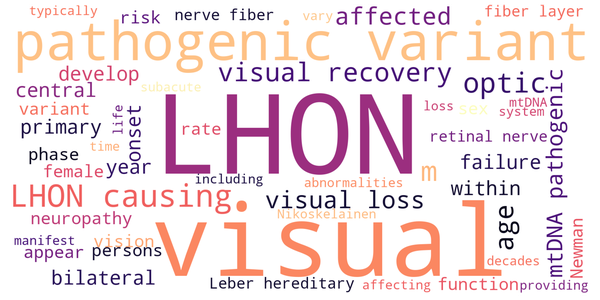 typically
risk
nerve fiber
vary
affected
fiber layer
pathogenic variant
develop
visual recovery
optic
central
subacute
variant
life
onset
LHON
rate
loss
sex
mtDNA
system
pathogenic
primary
time
retinal nerve
phase
year
including
abnormalities
m
failure
female
within
LHON causing
visual loss
age
mtDNA
neuropathy
Nikoskelainen
visual
Newman
manifest
vision
appear
persons
decades
bilateral
Leber hereditary
affecting
function
providing